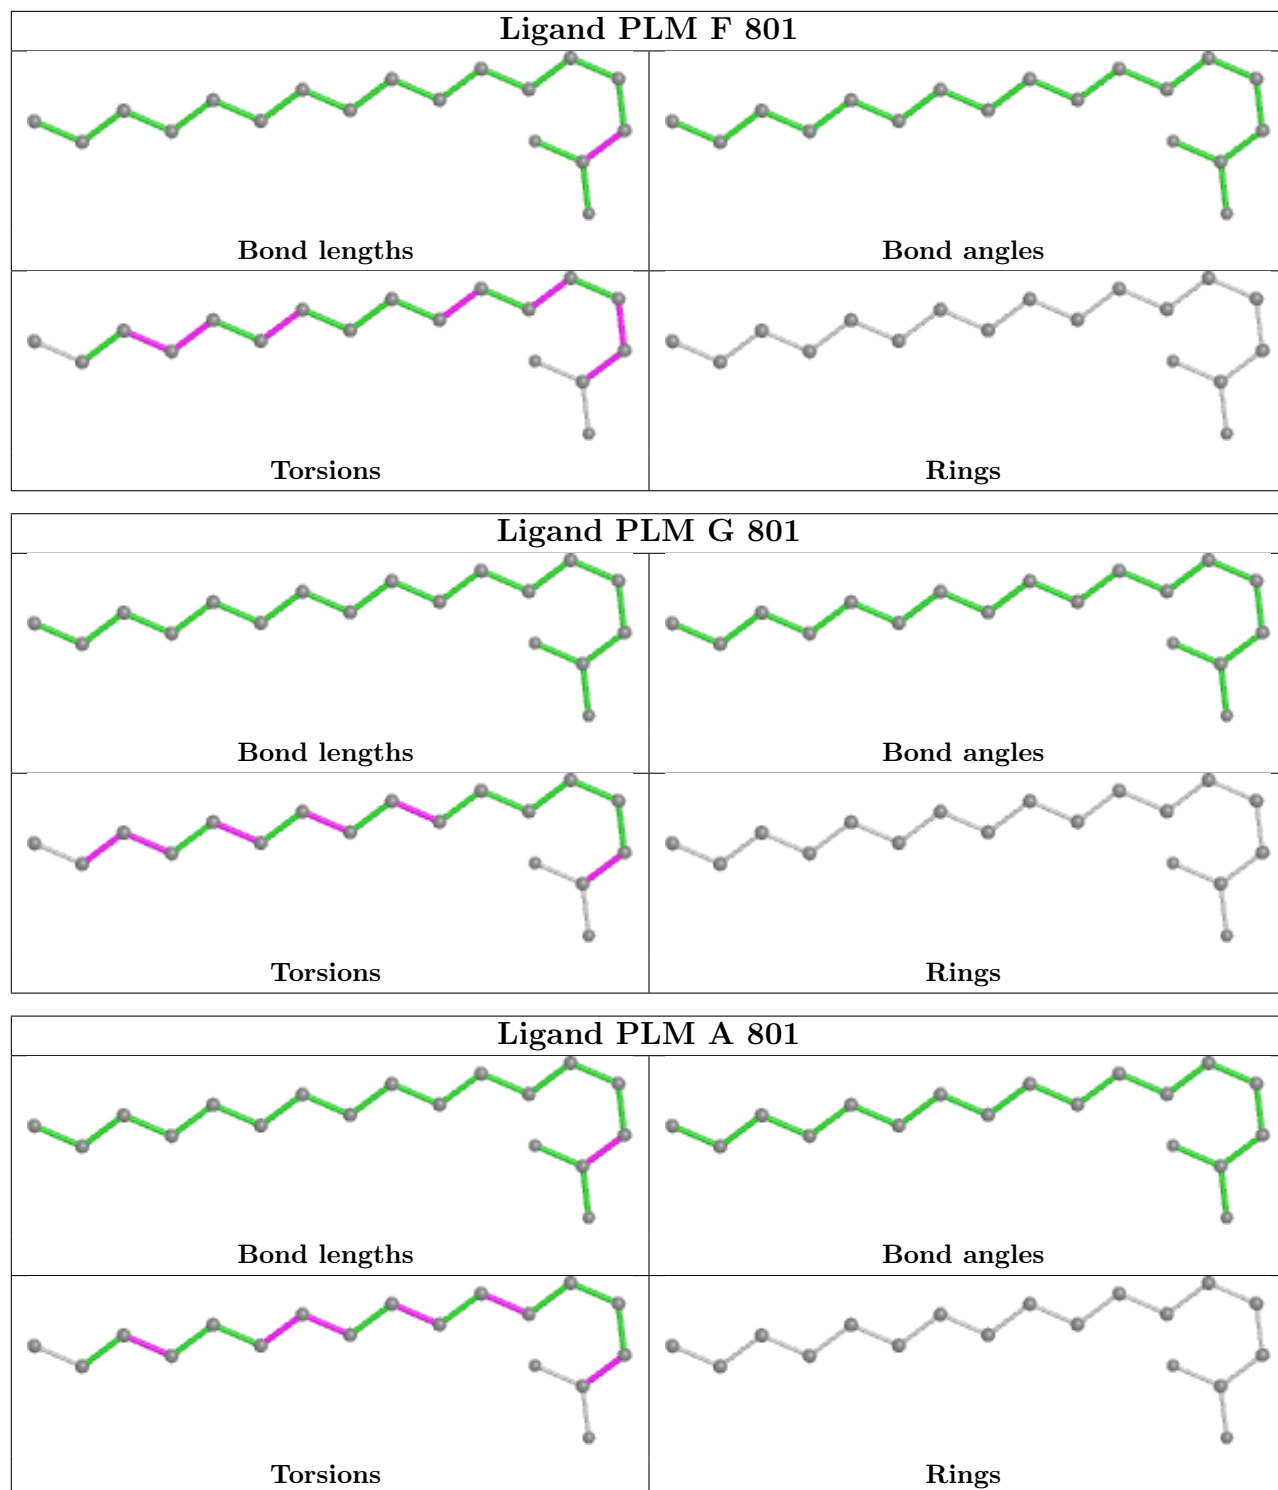 Ligand PLM F 801
Bond lengths
Bond angles
Torsions
Rings
Ligand PLM G 801
Bond lengths
Bond angles
Torsions
Rings
Ligand PLM A 801
Bond lengths
Bond angles
Torsions
Rings